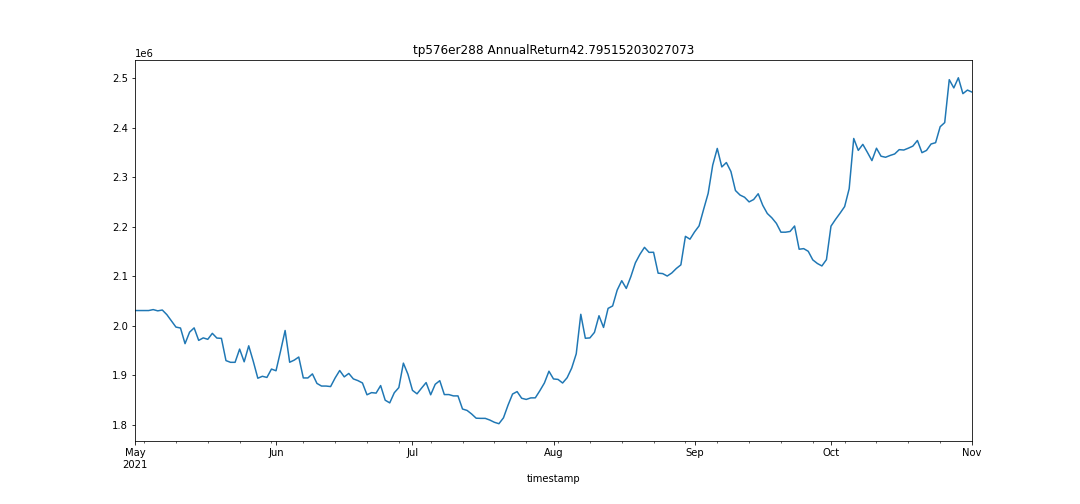 tp576er288 AnnualReturn42.79515203027073
1e6
2.5
2.4
2.3
2.2
2.1
2.0
1.9
1.8
May Jun Jul Aug Sep Oct Nov
2021
timestamp